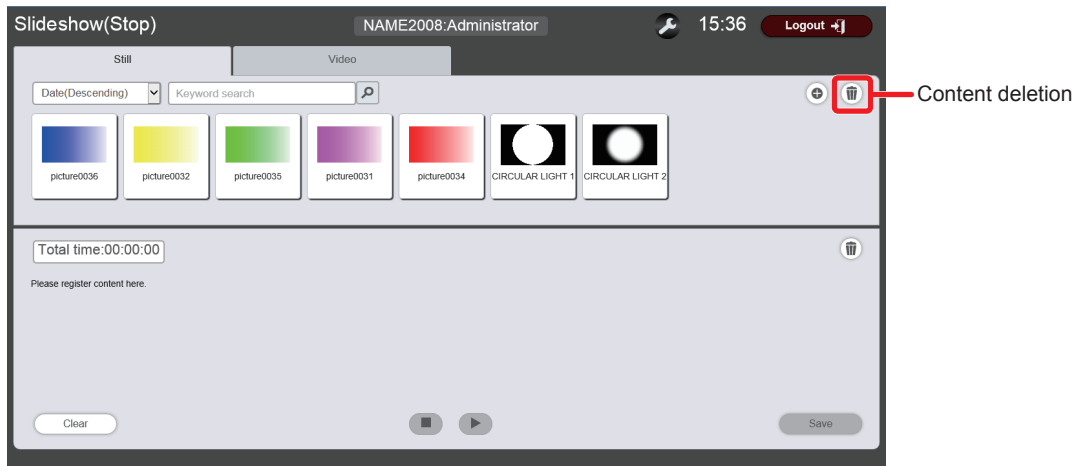 Slideshow(Stop)
NAME2008:Administrator
15:36
Logout
Still
Video
Date(Descending)
Keyword search
Content deletion
picture0036
picture0032
picture0035
picture0031
picture0034
CIRCULAR LIGHT 1
CIRCULAR LIGHT 2
Total time:00:00:00
Please register content here.
Clear
Save